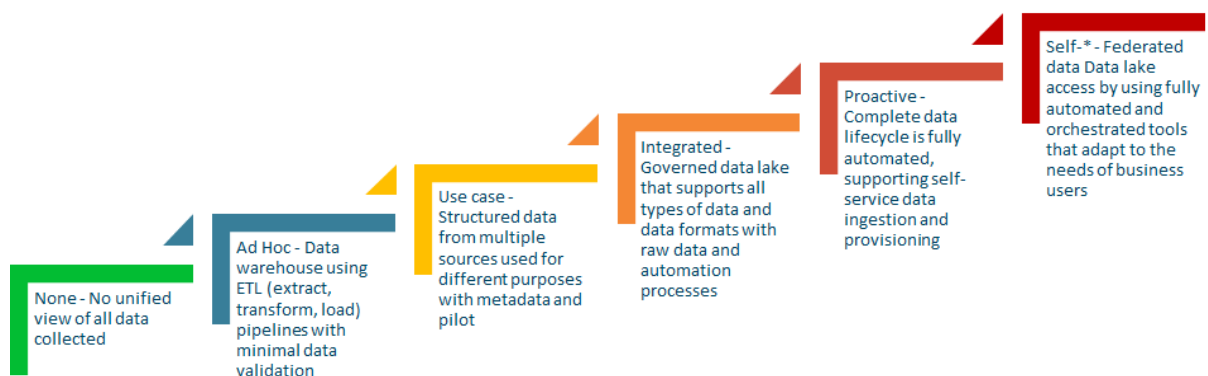 None - No unified
view of all data
collected
Ad Hoc - Data
warehouse using
ETL (extract,
transform, load)
pipelines with
minimal data
validation
Use case -
Structured data
from multiple
sources used for
different purposes
with metadata and
pilot
Integrated -
Governed data lake
that supports all
types of data and
data formats with
raw data and
automation
processes
Proactive -
Complete data
lifecycle is fully
automated,
supporting self-
service data
ingestion and
provisioning
Self-* - Federated
data Data lake
access by using fully
automated and
orchestrated tools
that adapt to the
needs of business
users